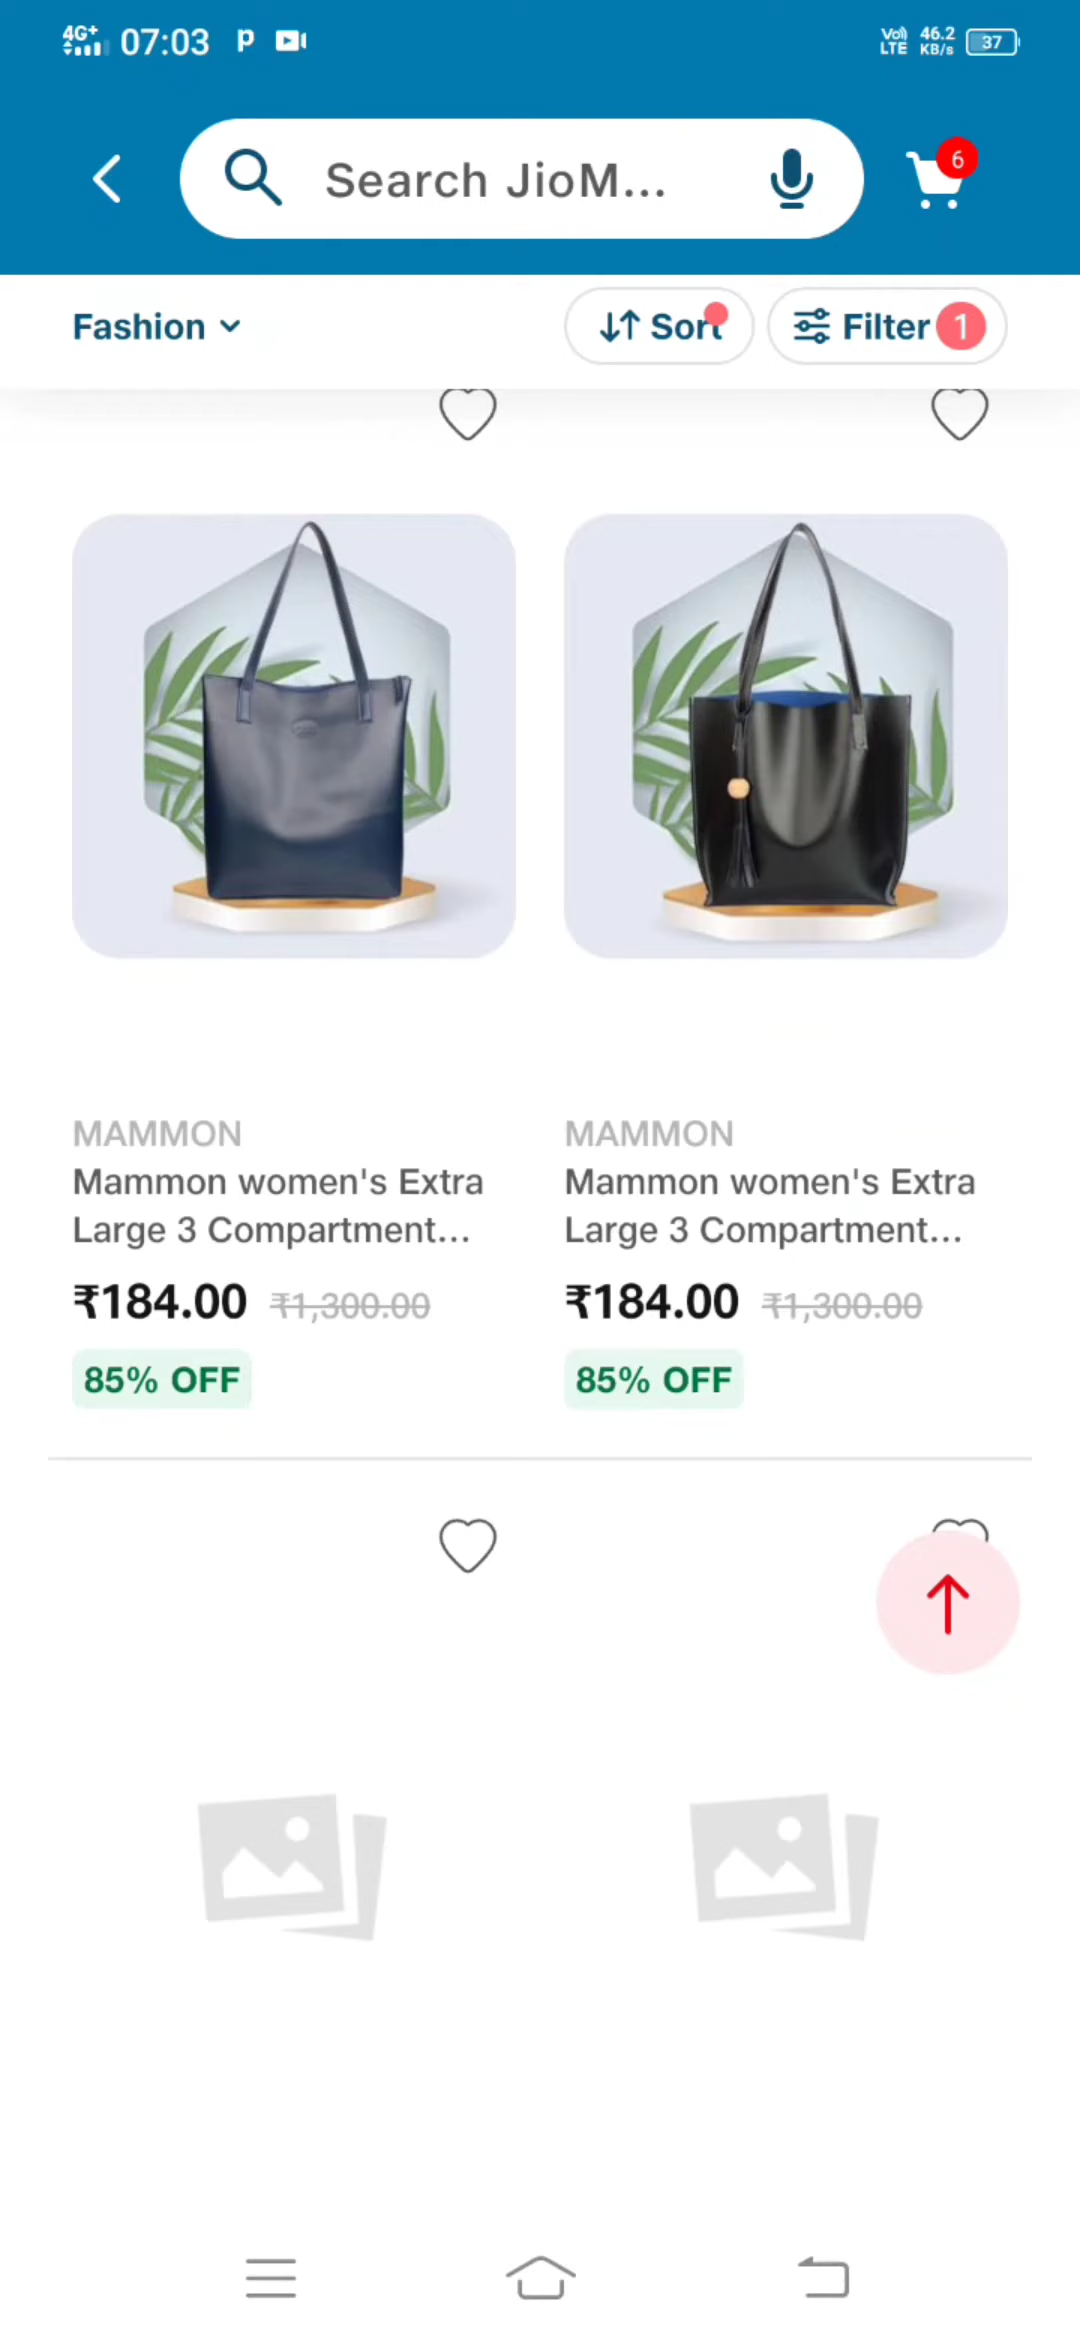 4G+ 07:03 P VoLTE 46.2 KB/s 37
Search JioM... 6
Fashion Sort Filter 1
MAMMON
Mammon women's Extra
Large 3 Compartment...
₹184.00 ₹1,300.00
85% OFF
MAMMON
Mammon women's Extra
Large 3 Compartment...
₹184.00 ₹1,300.00
85% OFF